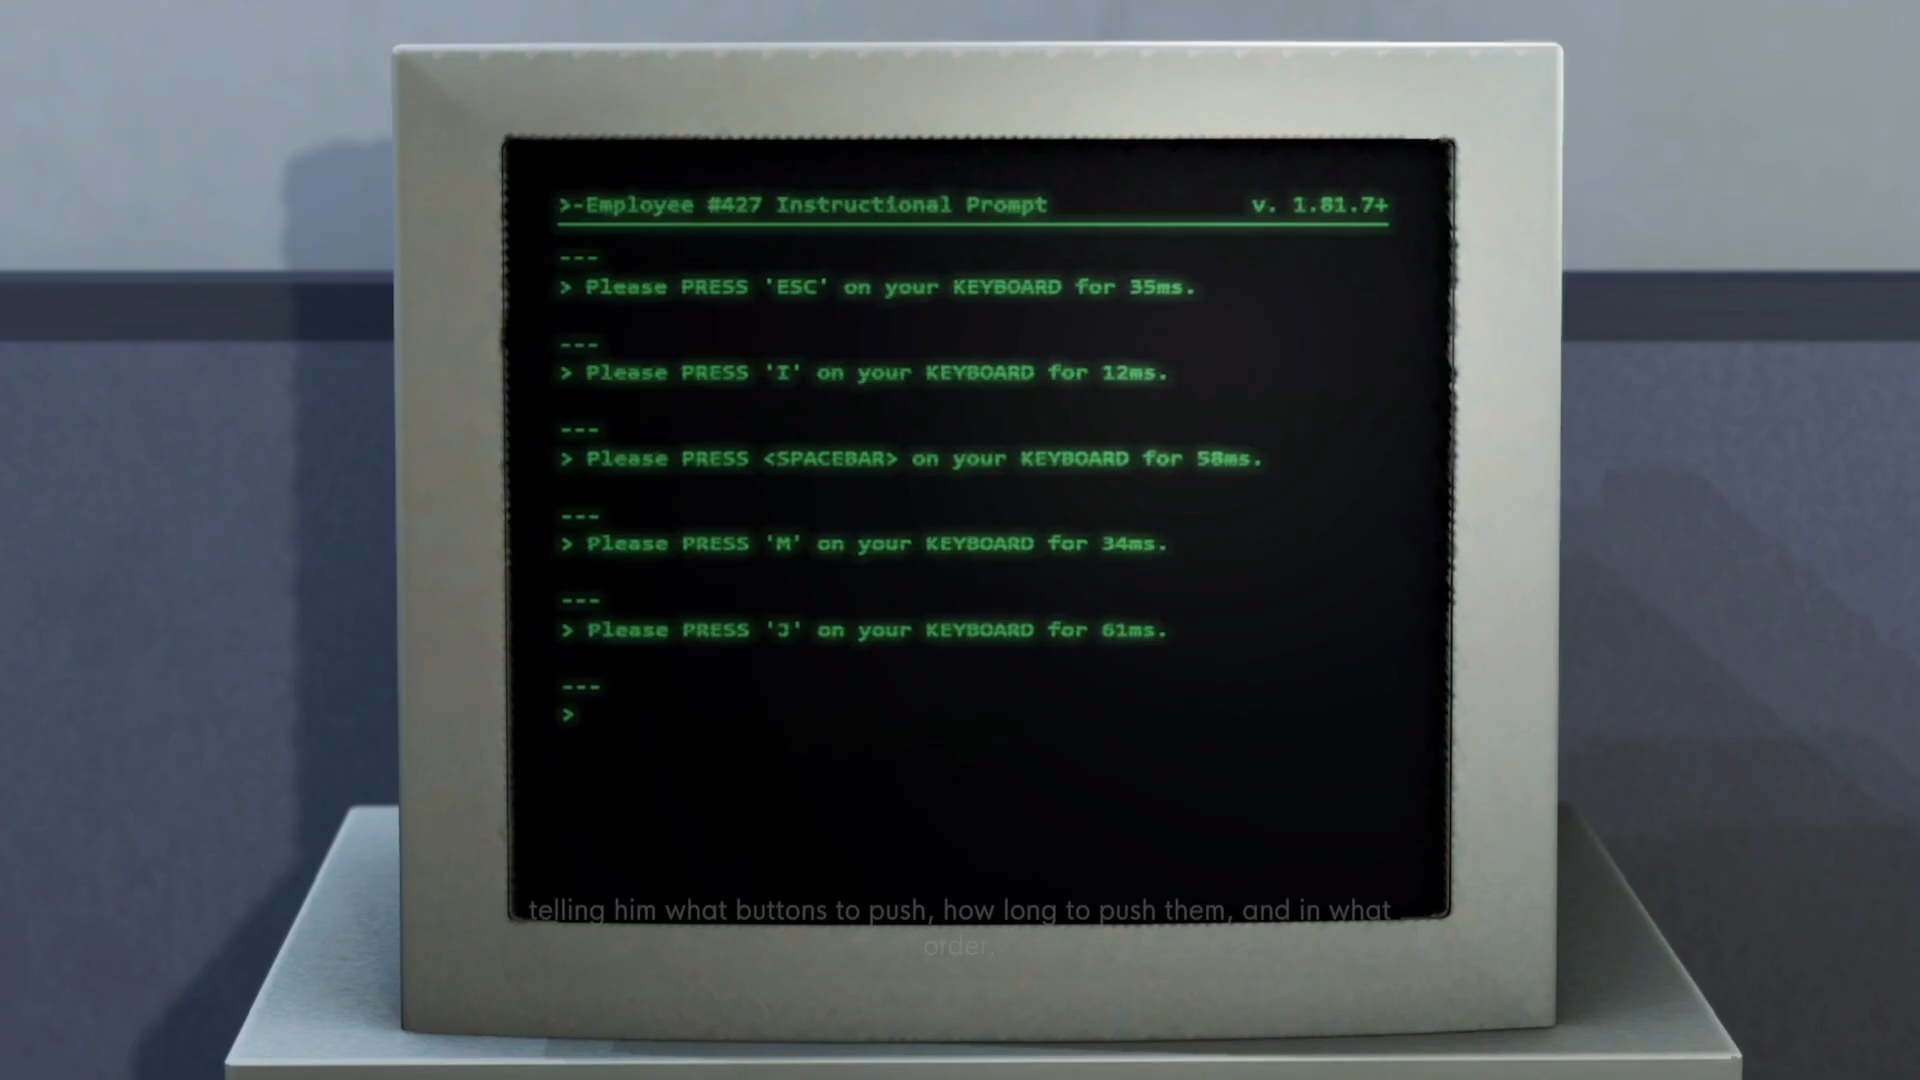 >-Employee #427 Instructional Prompt v. 1.81.7+
---
> Please PRESS 'ESC' on your KEYBOARD for 35ms.
---
> Please PRESS 'I' on your KEYBOARD for 12ms.
---
> Please PRESS <SPACEBAR> on your KEYBOARD for 58ms.
---
> Please PRESS 'M' on your KEYBOARD for 34ms.
---
> Please PRESS 'J' on your KEYBOARD for 61ms.
---
>
telling him what buttons to push, how long to push them, and in what
order.